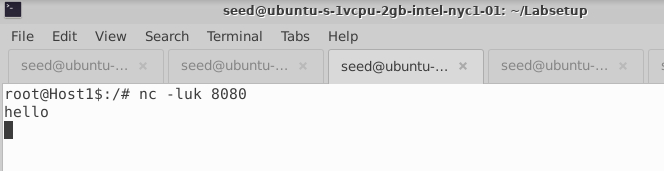 seed@ubuntu-s-1vcpu-2gb-intel-nyc1-01: ~/Labsetup
File Edit View Search Terminal Tabs Help
seed@ubuntu-... × seed@ubuntu-... × seed@ubuntu-... × seed@ubuntu-... ×
root@Host1$:/# nc -luk 8080
hello